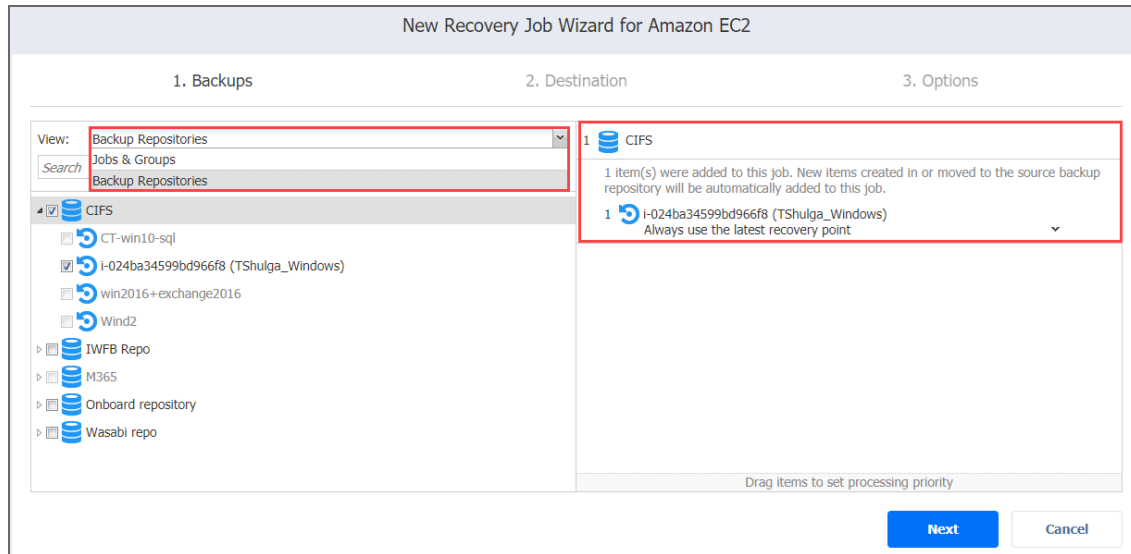 New Recovery Job Wizard for Amazon EC2
1. Backups
2. Destination
3. Options
View: Backup Repositories
Search
Jobs & Groups
Backup Repositories
CIFS
CT-win10-sql
i-024ba34599bd966f8 (TShulga_Windows)
win2016+exchange2016
Wind2
IWFB Repo
M365
Onboard repository
Wasabi repo
1 CIFS
1 item(s) were added to this job. New items created in or moved to the source backup
repository will be automatically added to this job.
1 i-024ba34599bd966f8 (TShulga_Windows)
Always use the latest recovery point
Drag items to set processing priority
Next
Cancel